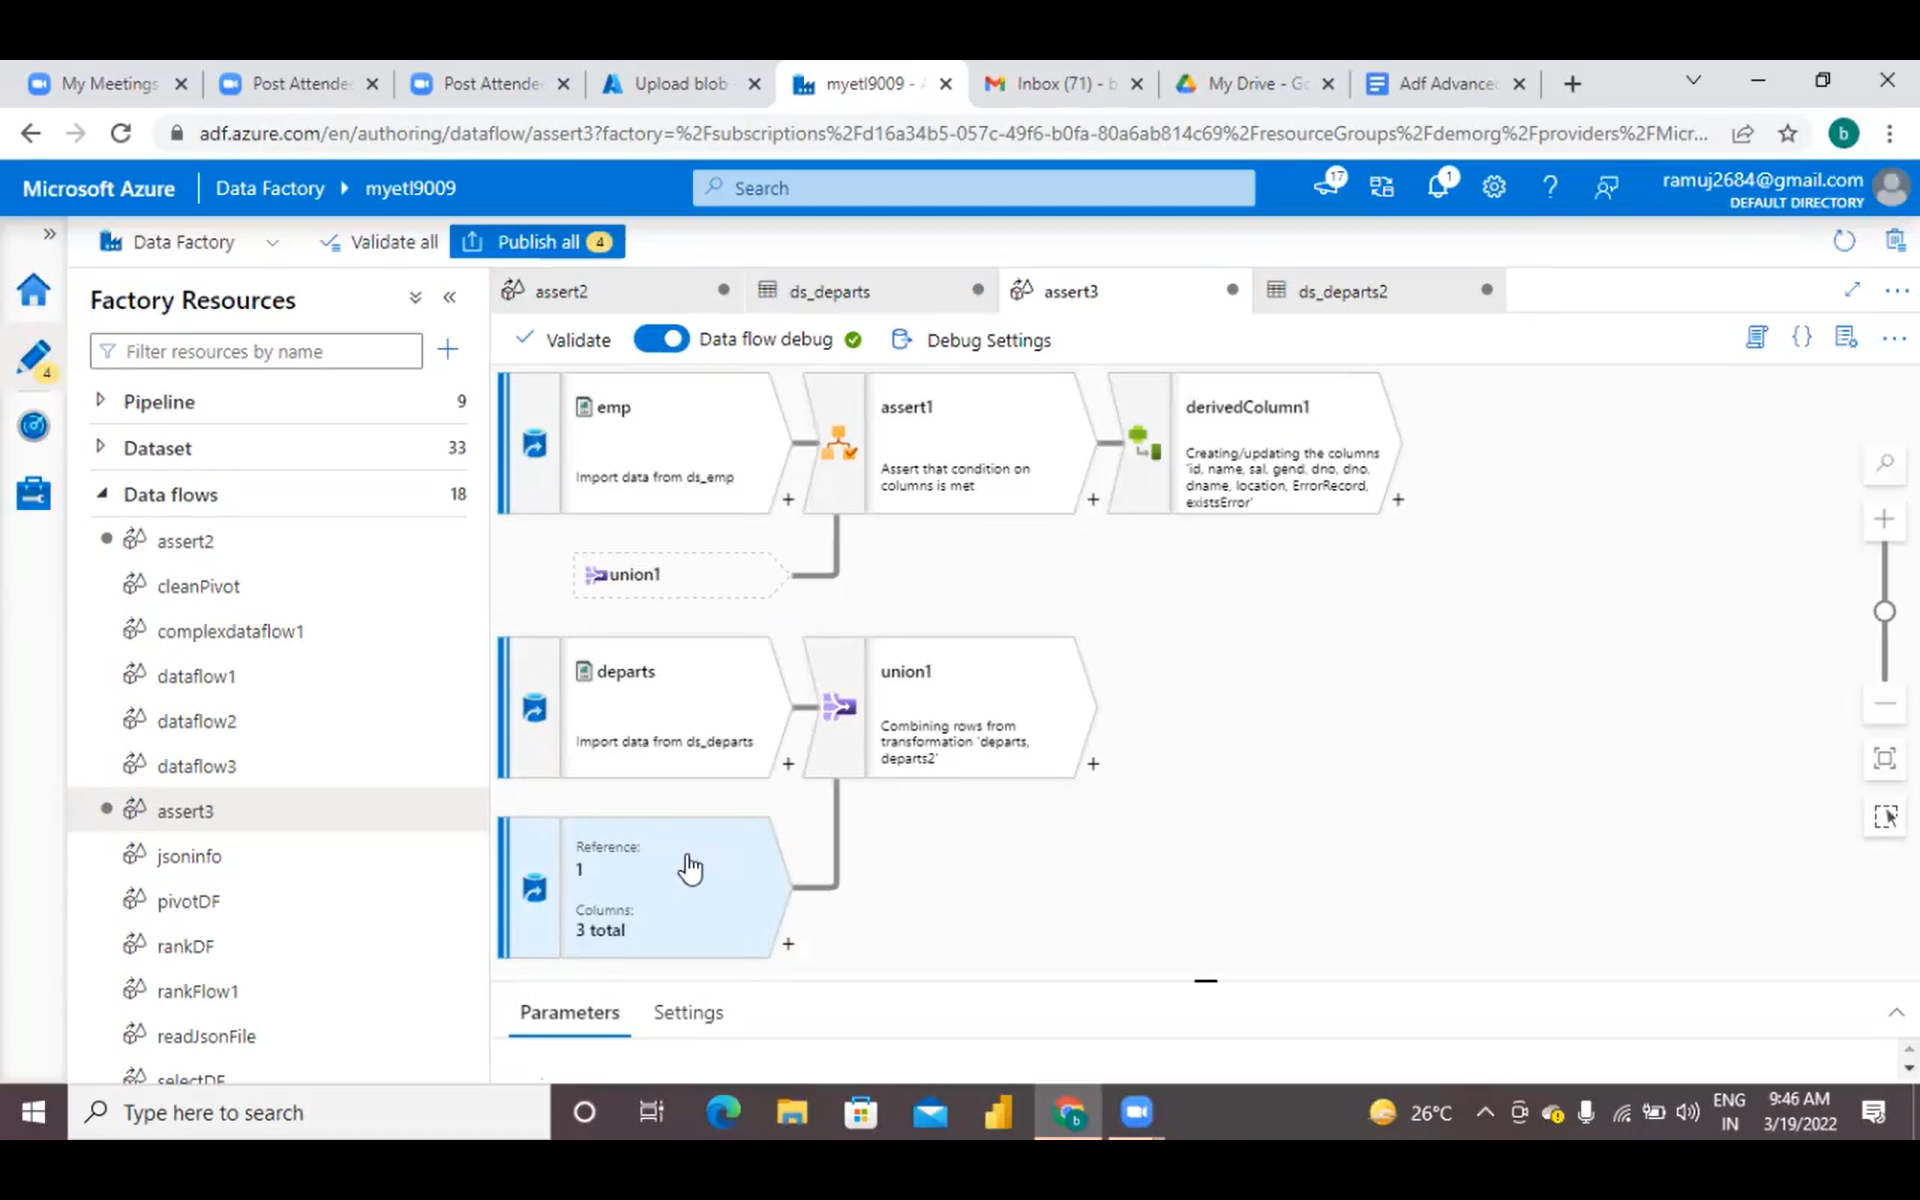 My Meetings
Post Attende
Post Attende
Upload blob
myetl9009 -
Inbox (71) - b
My Drive - Go
Adf Advance
adf.azure.com/en/authoring/dataflow/assert3?factory=%2Fsubscriptions%2Fd16a34b5-057c-49f6-b0fa-80a6ab814c69%2FresourceGroups%2Fdemorg%2Fproviders%2FMicr...
b
Microsoft Azure
Data Factory
myetl9009
Search
17
1
ramuj2684@gmail.com
DEFAULT DIRECTORY
Data Factory
Validate all
Publish all 4
Factory Resources
assert2
ds_departs
assert3
ds_departs2
Filter resources by name
Validate
Data flow debug
Debug Settings
4
Pipeline 9
Dataset 33
Data flows 18
assert2
cleanPivot
complexdataflow1
dataflow1
dataflow2
dataflow3
assert3
jsoninfo
pivotDF
rankDF
rankFlow1
readJsonFile
selectDF
emp
Import data from ds_emp
assert1
Assert that condition on
columns is met
derivedColumn1
Creating/updating the columns
'id, name, sal, gend, dno, dno,
dname, location, ErrorRecord,
existsError'
union1
departs
Import data from ds_departs
union1
Combining rows from
transformation 'departs,
departs2'
Reference:
1
Columns:
3 total
Parameters
Settings
Type here to search
b
26°C
ENG
IN
9:46 AM
3/19/2022